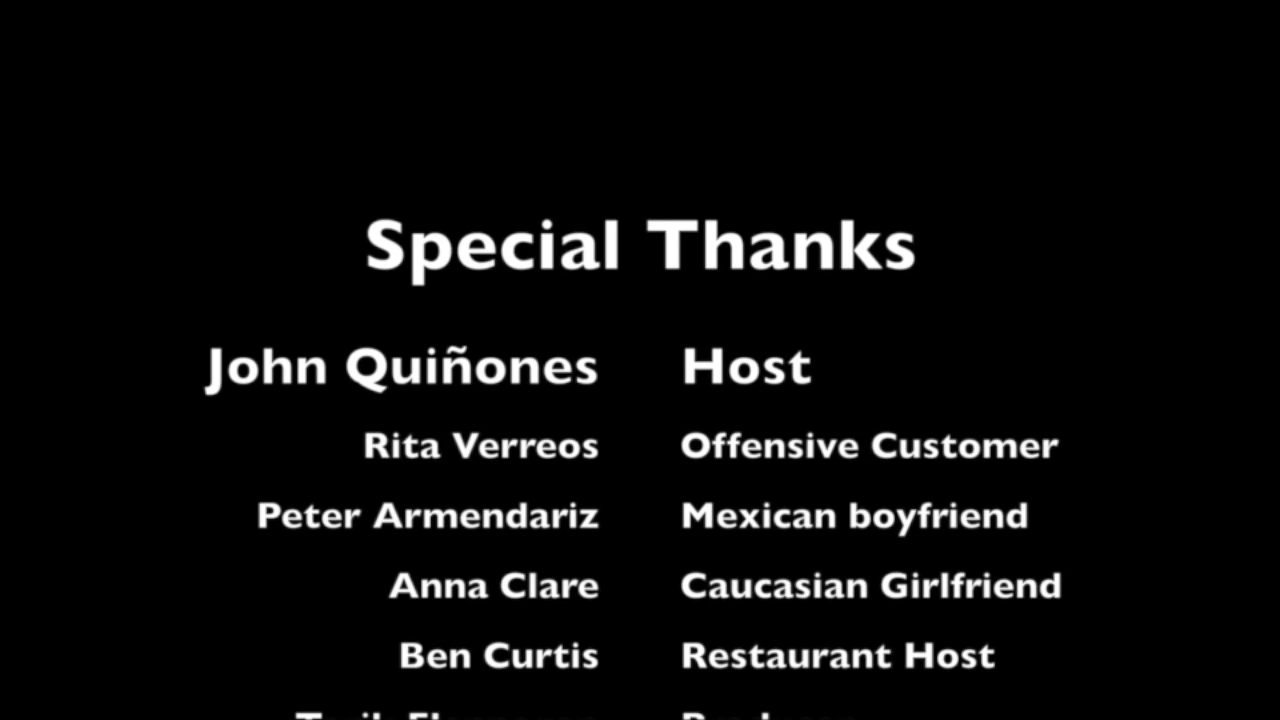 Special Thanks
John Quiñones Host
Rita Verreos Offensive Customer
Peter Armendariz Mexican boyfriend
Anna Clare Caucasian Girlfriend
Ben Curtis Restaurant Host